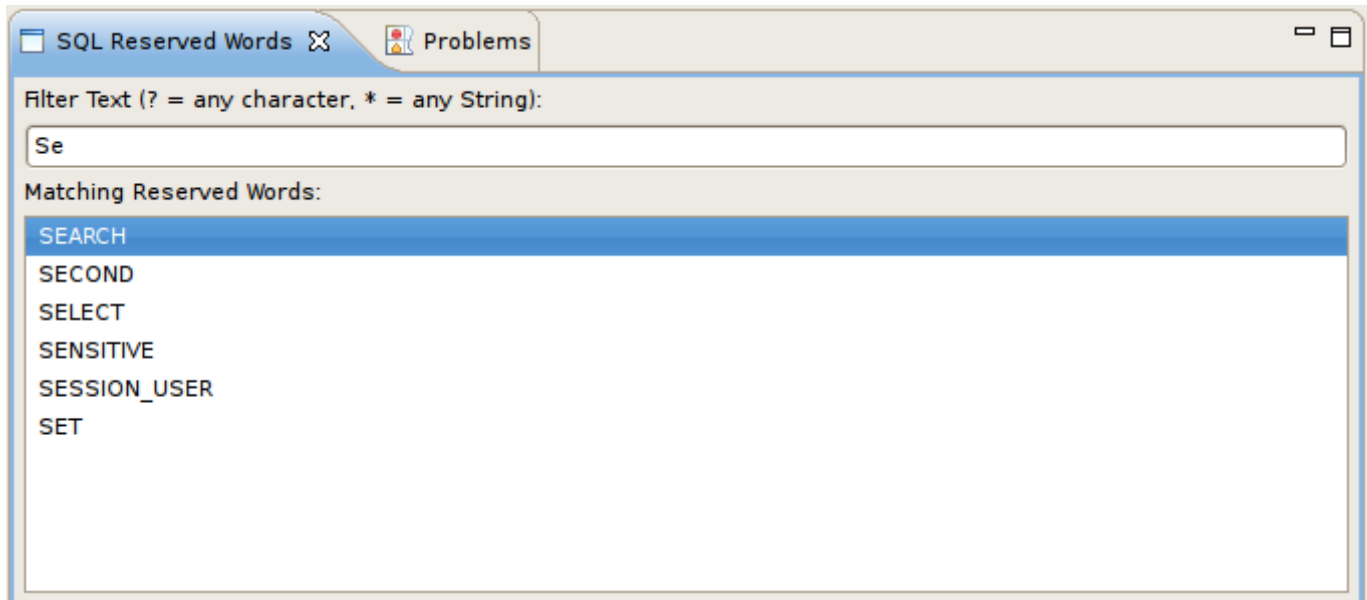 SQL Reserved Words Problems
Filter Text (? = any character, * = any String):
Se
Matching Reserved Words:
SEARCH
SECOND
SELECT
SENSITIVE
SESSION_USER
SET